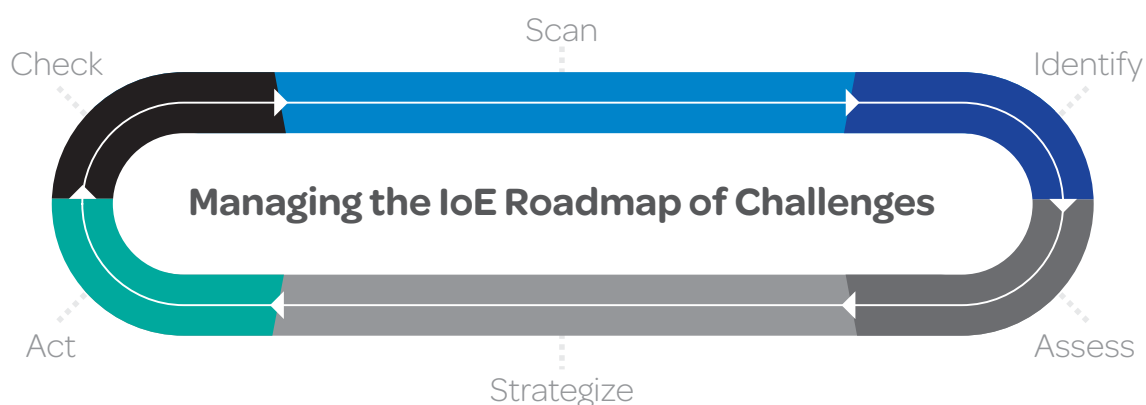 Scan
Check
Identify
Managing the IoE Roadmap of Challenges
Act
Assess
Strategize